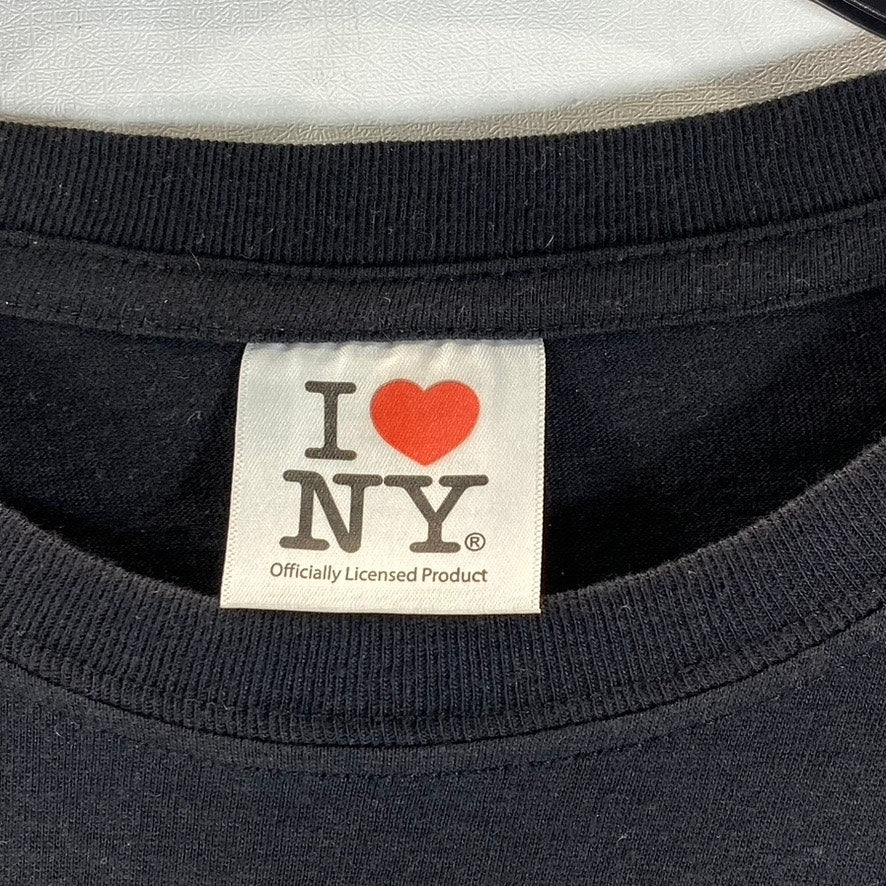 I ❤
NY®
Officially Licensed Product